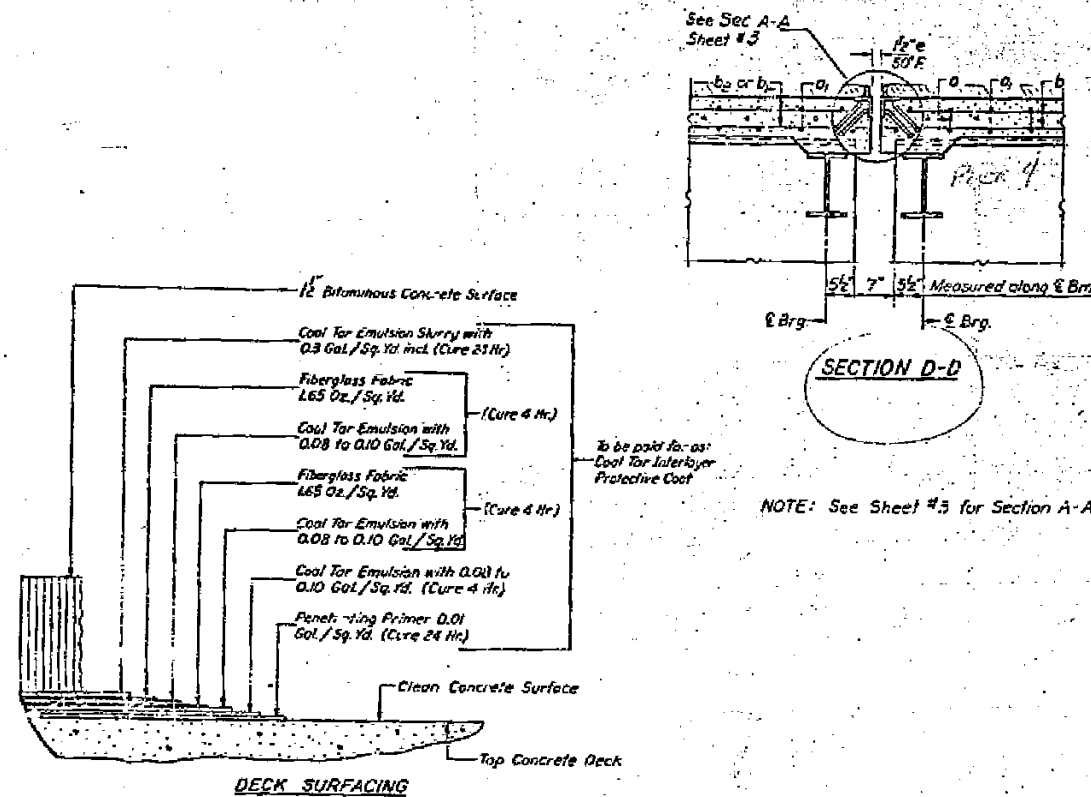 See Sec A-A
Sheet #3
1½" @
50°F
b₂ or b₁
a₁
a
a₁
b
Pier 4
5½"
7"
5½"
Measured along ℄ Brg.
℄ Brg.
℄ Brg.
SECTION D-D
NOTE: See Sheet #3 for Section A-A
1½" Bituminous Concrete Surface
Coal Tar Emulsion Slurry with
0.3 Gal./Sq. Yd. incl. (Cure Hr)
Fiberglass Fabric
1.65 Oz./Sq. Yd.
(Cure 4 Hr.)
Coal Tar Emulsion with
0.08 to 0.10 Gal./Sq. Yd.
To be paid for as:
Coal Tar Interlayer
Protective Coat
Fiberglass Fabric
1.65 Oz./Sq. Yd.
(Cure 4 Hr)
Coal Tar Emulsion with
0.08 to 0.10 Gal./Sq. Yd.
Coal Tar Emulsion with 0.08 to
0.10 Gal./Sq. Yd. (Cure 4 Hr.)
Penetrating Primer 0.01
Gal./Sq. Yd. (Cure 24 Hr.)
Clean Concrete Surface
Top Concrete Deck
DECK SURFACING